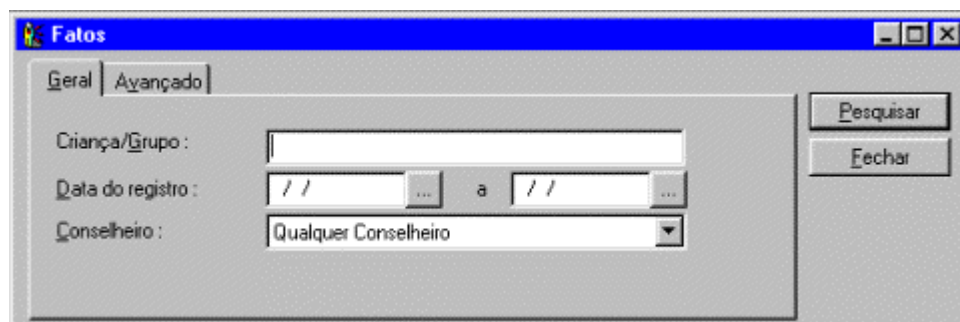 Fatos
Geral Avançado
Pesquisar
Criança/Grupo :
Fechar
Data do registro : / / ... a / / ...
Conselheiro : Qualquer Conselheiro